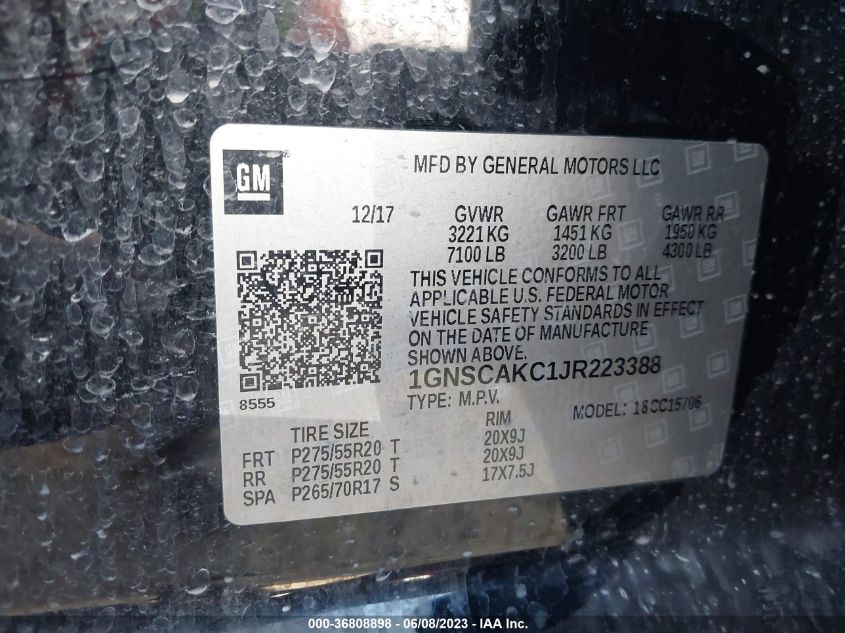 GM
MFD BY GENERAL MOTORS LLC
12/17 GVWR GAWR FRT GAWR RR
3221 KG 1451 KG 1950 KG
7100 LB 3200 LB 4300 LB
THIS VEHICLE CONFORMS TO ALL
APPLICABLE U.S. FEDERAL MOTOR
VEHICLE SAFETY STANDARDS IN EFFECT
ON THE DATE OF MANUFACTURE
SHOWN ABOVE.
1GNSCAKC1JR223388
8555
TYPE: M.P.V. MODEL: 18CC15706
TIRE SIZE RIM
FRT P275/55R20 T 20X9J
RR P275/55R20 T 20X9J
SPA P265/70R17 S 17X7.5J
000-36808898 - 06/08/2023 - IAA Inc.